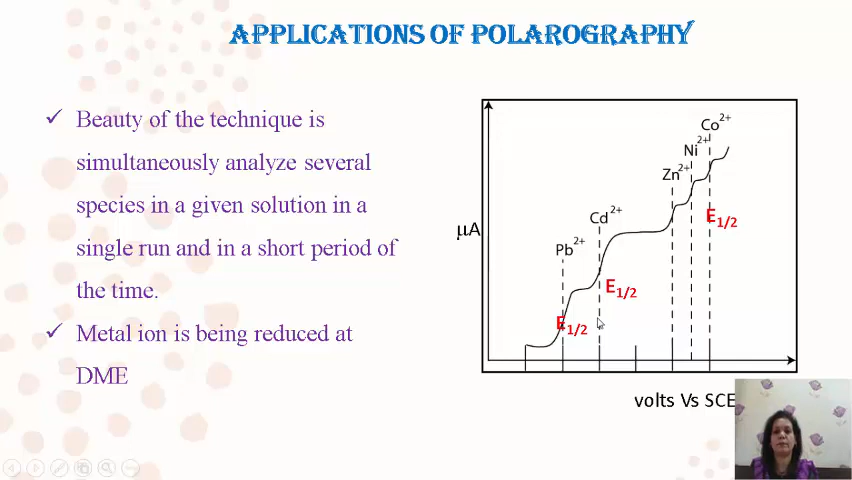 APPLICATIONS OF POLAROGRAPHY
✓ Beauty of the technique is
simultaneously analyze several
species in a given solution in a
single run and in a short period of
the time.
✓ Metal ion is being reduced at
DME
Co2+
Ni2+
Zn2+
Cd2+
Pb2+
µA
E1/2
E1/2
E1/2
volts Vs SCE